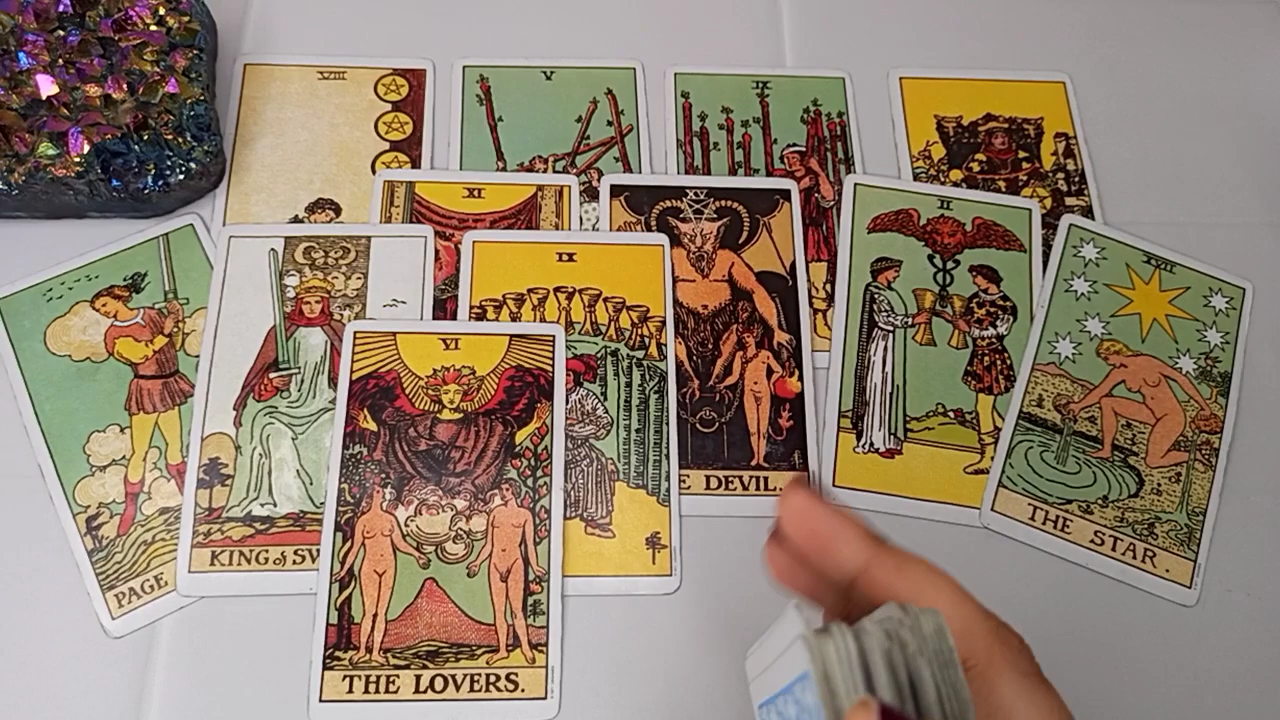 VIII
V
IX
XI
XV
II
XVII
IX
VI
PAGE
KING of SW
E DEVIL.
THE STAR.
THE LOVERS.